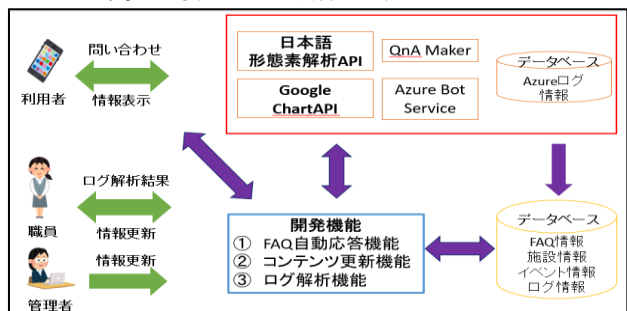 問い合わせ
情報表示
利用者
日本語
形態素解析API
QnA Maker
Google
ChartAPI
Azure Bot
Service
データベース
Azureログ
情報
ログ解析結果
情報更新
職員
情報更新
管理者
開発機能
① FAQ自動応答機能
② コンテンツ更新機能
③ ログ解析機能
データベース
FAQ情報
施設情報
イベント情報
ログ情報